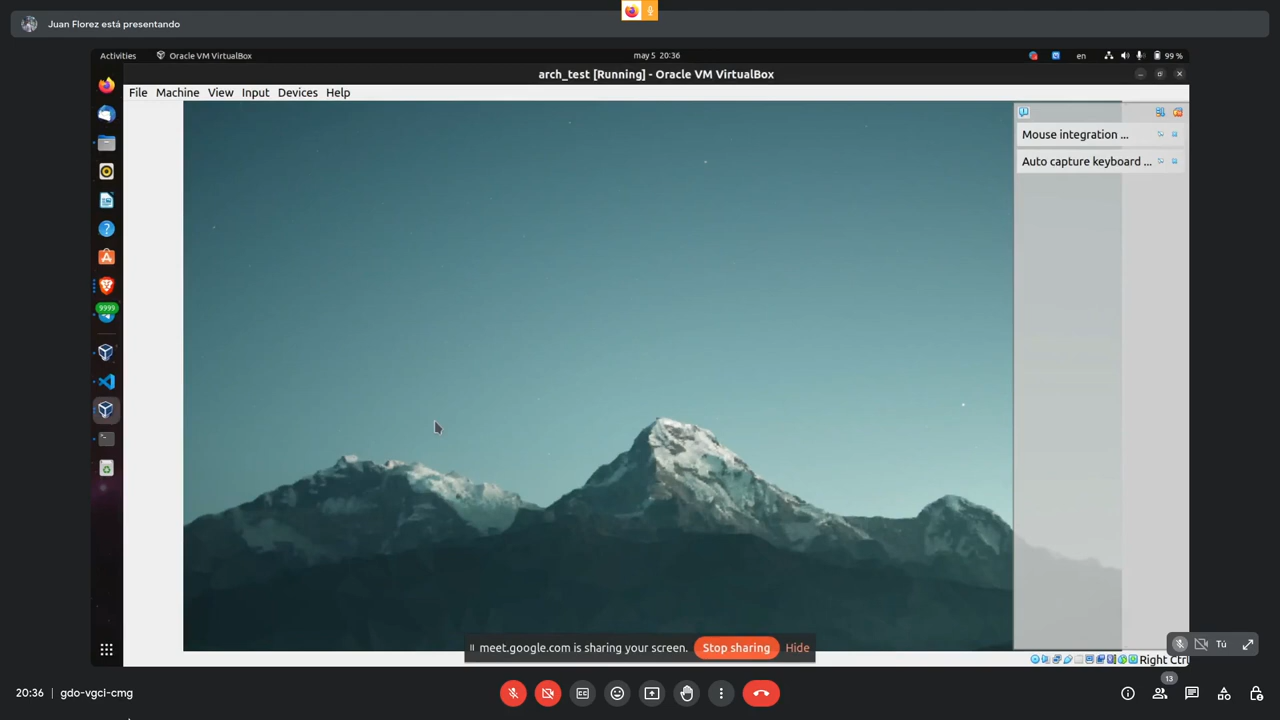 Juan Florez está presentando
Activities
Oracle VM VirtualBox
may 5 20:36
en
99 %
arch_test [Running] - Oracle VM VirtualBox
File
Machine
View
Input
Devices
Help
Mouse integration ...
Auto capture keyboard ...
9999
meet.google.com is sharing your screen.
Stop sharing
Hide
Tú
Right Ctrl
20:36
gdo-vgci-cmg
13